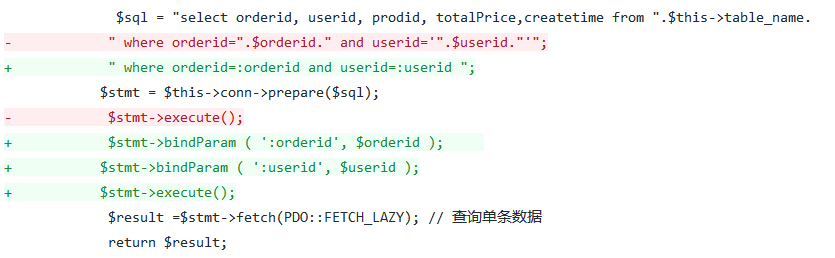 $sql = "select orderid, userid, prodid, totalPrice,createtime from ".$this->table_name.
- " where orderid=".$orderid." and userid='".$userid."'";
+ " where orderid=:orderid and userid=:userid ";
$stmt = $this->conn->prepare($sql);
- $stmt->execute();
+ $stmt->bindParam ( ':orderid', $orderid );
+ $stmt->bindParam ( ':userid', $userid );
+ $stmt->execute();
$result =$stmt->fetch(PDO::FETCH_LAZY); // 查询单条数据
return $result;